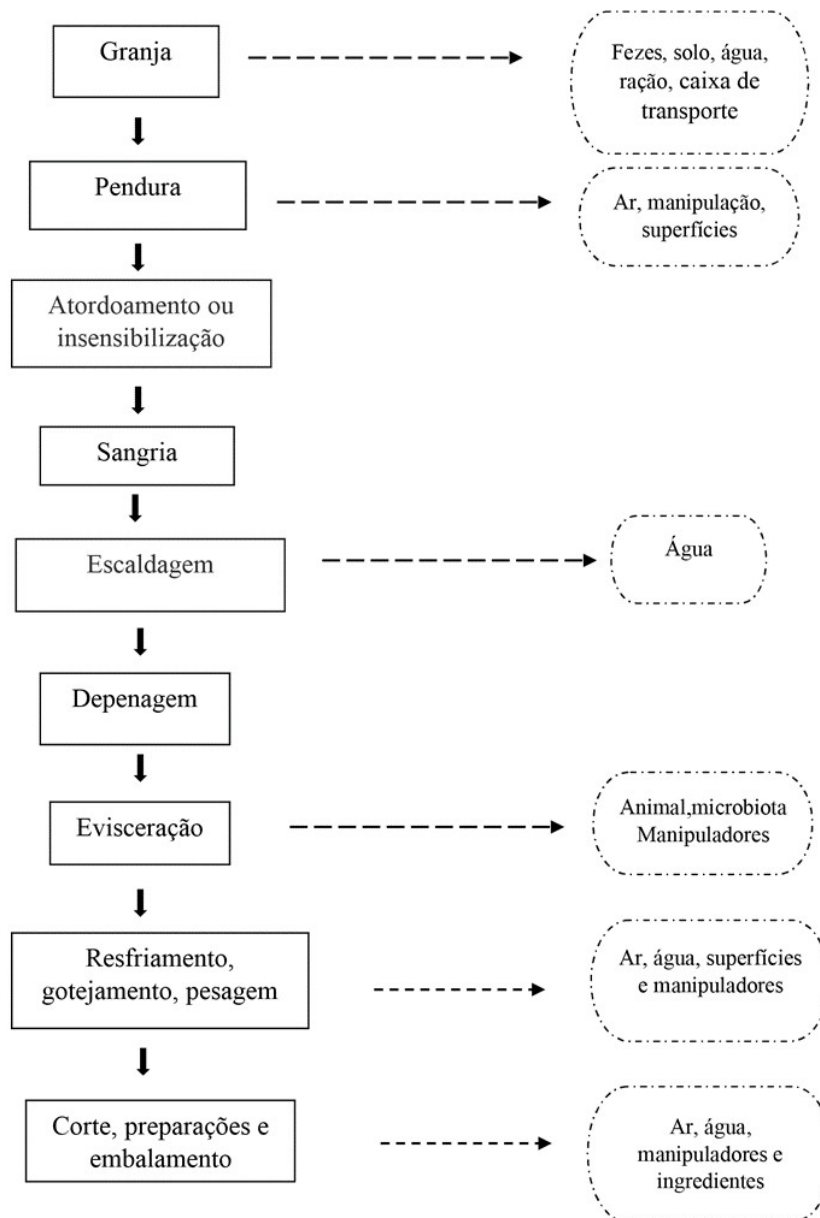 Granja
Fezes, solo, água,
ração, caixa de
transporte
Pendura
Ar, manipulação,
superfícies
Atordoamento ou
insensibilização
Sangria
Escaldagem
Água
Depenagem
Evisceração
Animal,microbiota
Manipuladores
Resfriamento,
gotejamento, pesagem
Ar, água, superfícies
e manipuladores
Corte, preparações e
embalamento
Ar, água,
manipuladores e
ingredientes